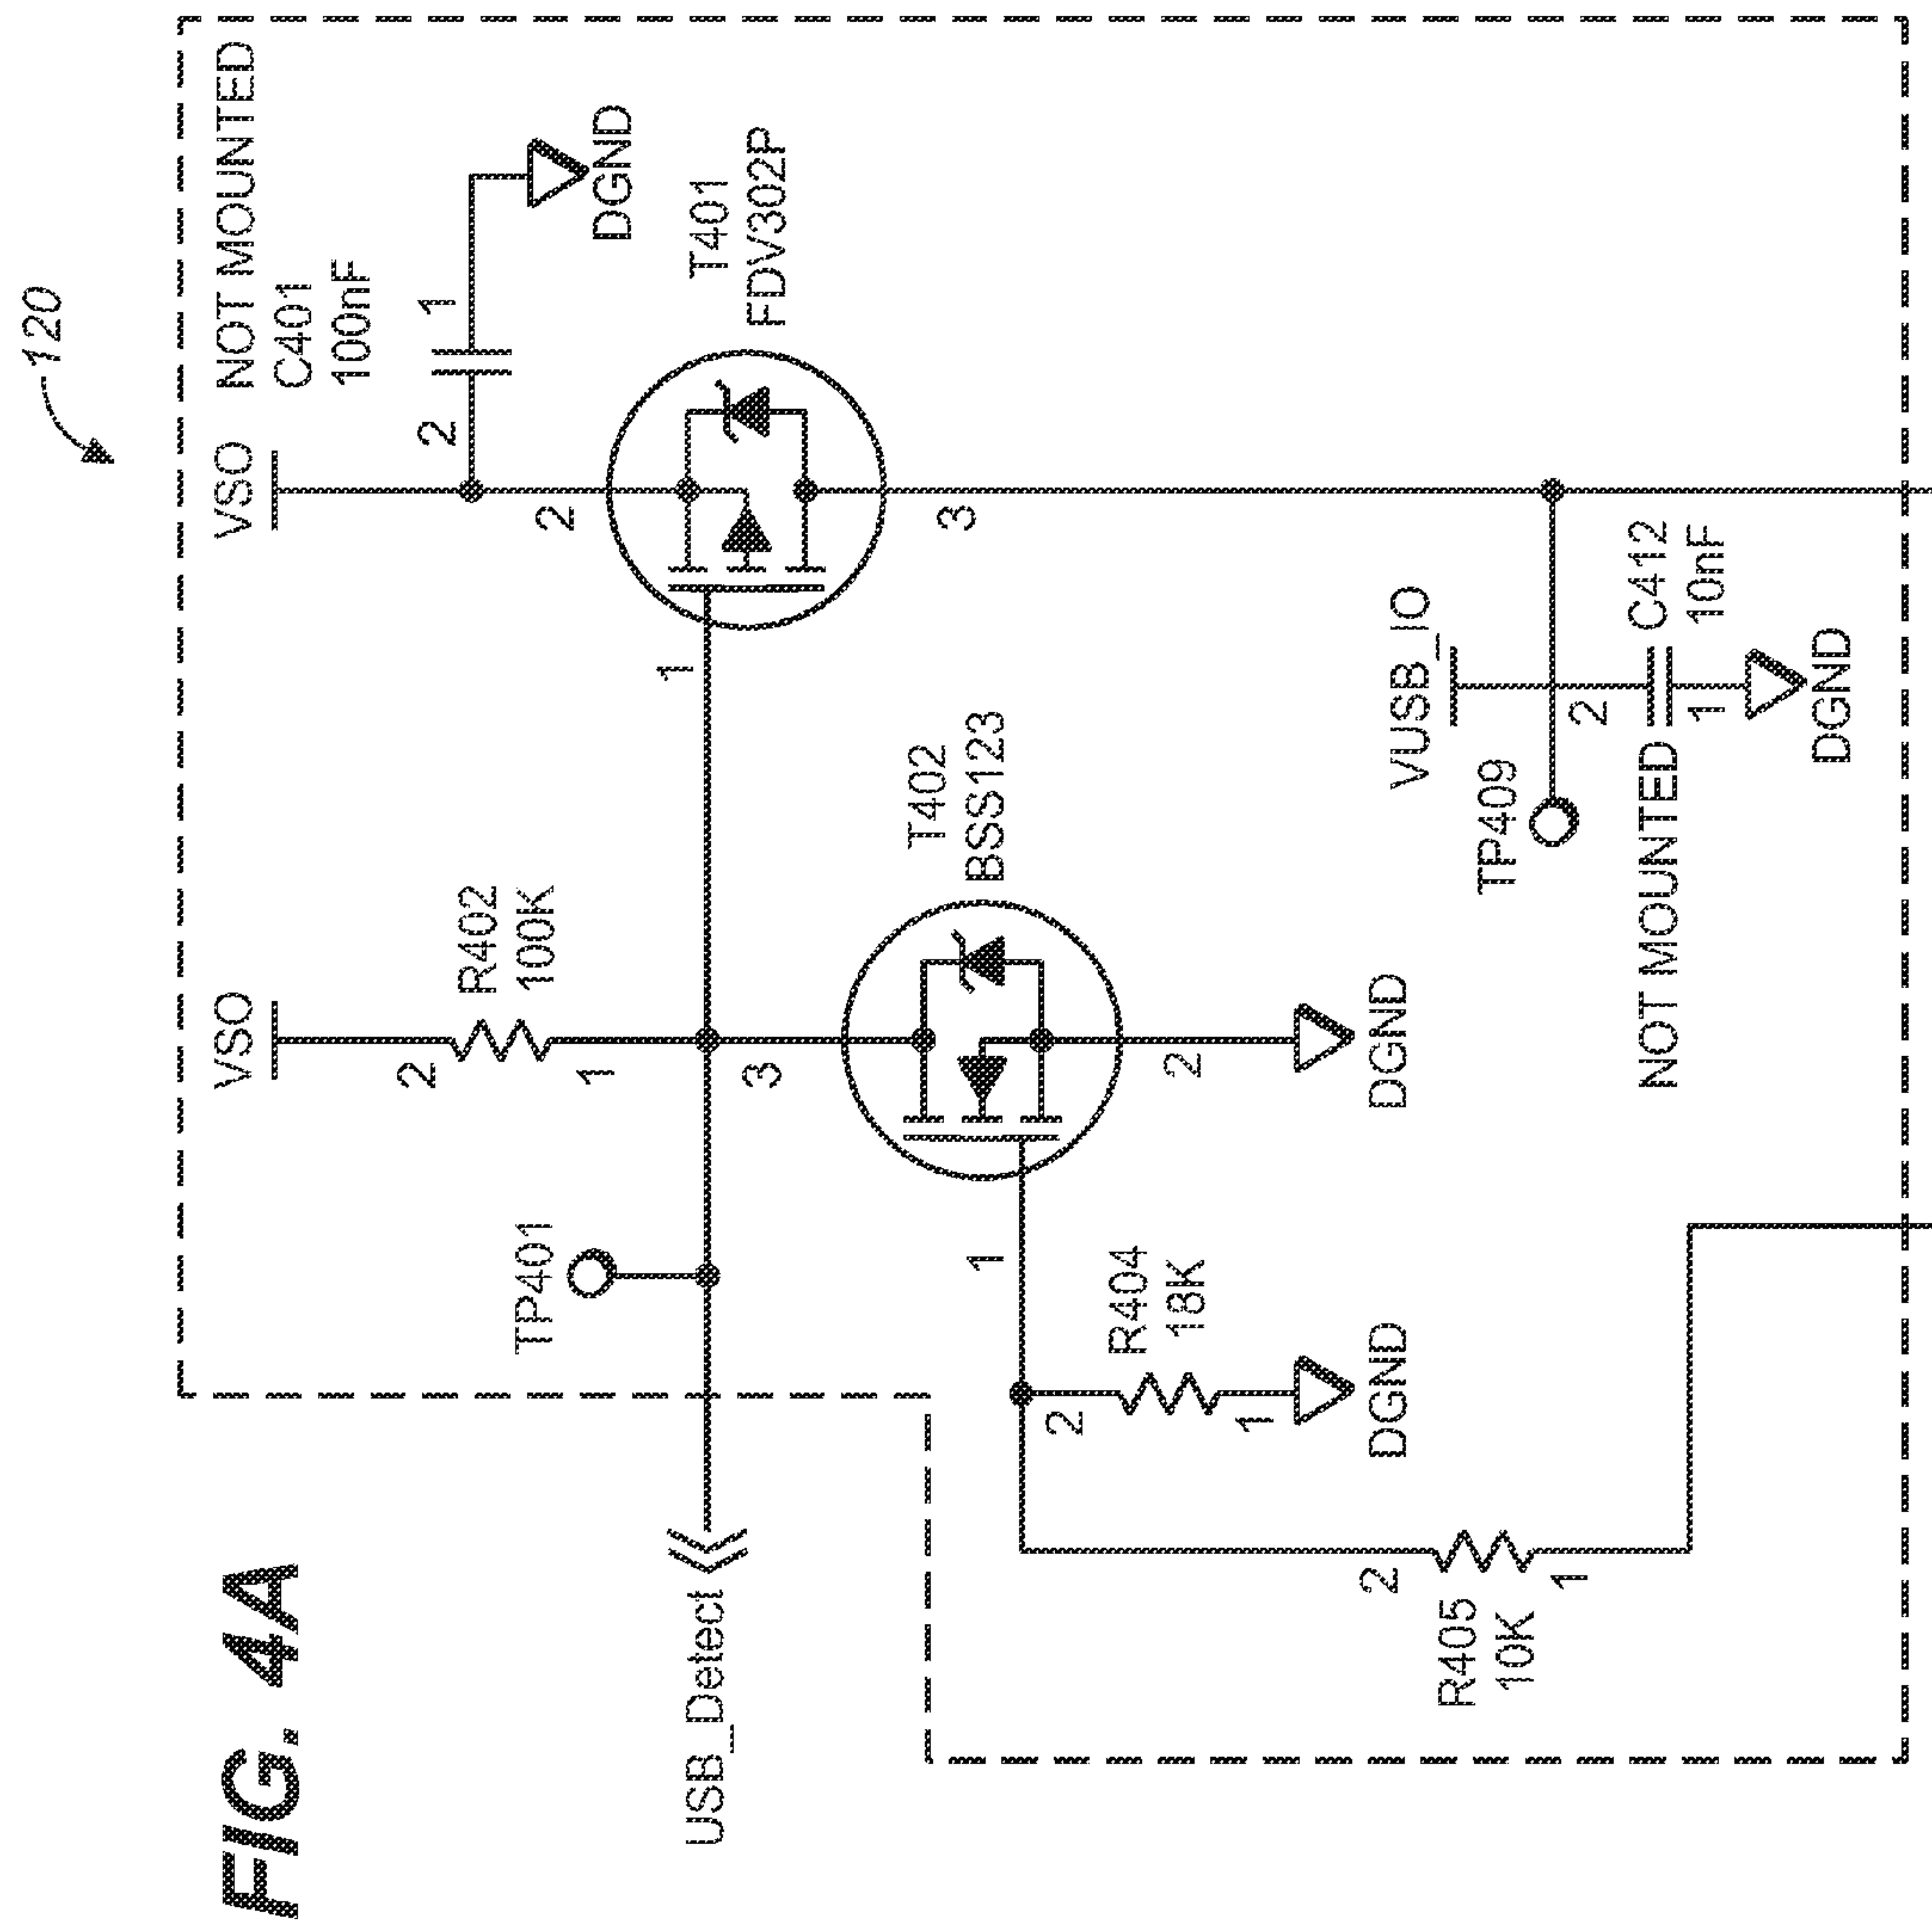 FIG. 4A
120
VSO
NOT MOUNTED
C401
100nF
2
1
DGND
T401
FDV302P
2
3
1
VSO
R402
100K
2
1
TP401
USB_Detect
3
T402
BSS123
1
2
DGND
R404
18K
2
1
DGND
R405
10K
2
1
VUSB_IO
TP409
2
C412
10nF
NOT MOUNTED
1
DGND